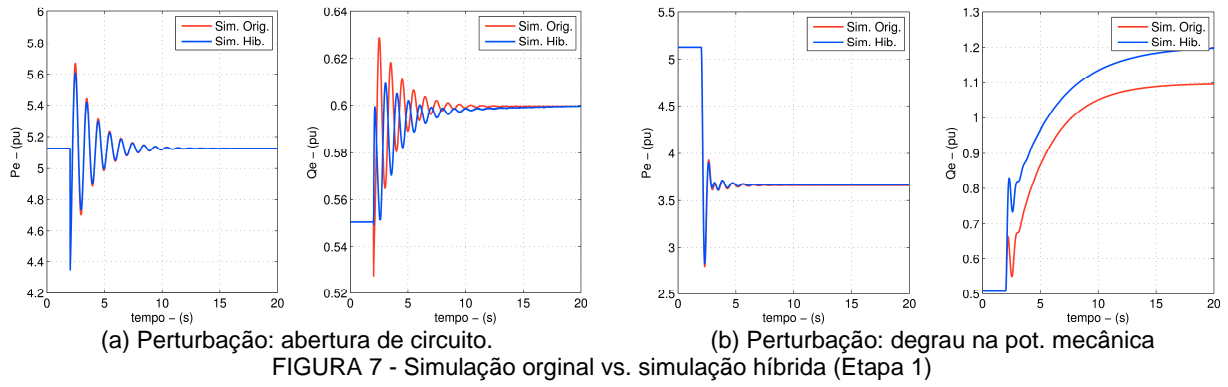 6
5.8
5.6
5.4
5.2
5
4.8
4.6
4.4
4.2
0
5
10
15
20
Pe − (pu)
tempo − (s)
Sim. Orig.
Sim. Hib.
0.64
0.62
0.6
0.58
0.56
0.54
0.52
0
5
10
15
20
Qe − (pu)
tempo − (s)
Sim. Orig.
Sim. Hib.
5.5
5
4.5
4
3.5
3
2.5
0
5
10
15
20
Pe − (pu)
tempo − (s)
Sim. Orig.
Sim. Hib.
1.3
1.2
1.1
1
0.9
0.8
0.7
0.6
0.5
0
5
10
15
20
Qe − (pu)
tempo − (s)
Sim. Orig.
Sim. Hib.
(a) Perturbação: abertura de circuito.
(b) Perturbação: degrau na pot. mecânica
FIGURA 7 - Simulação orginal vs. simulação híbrida (Etapa 1)